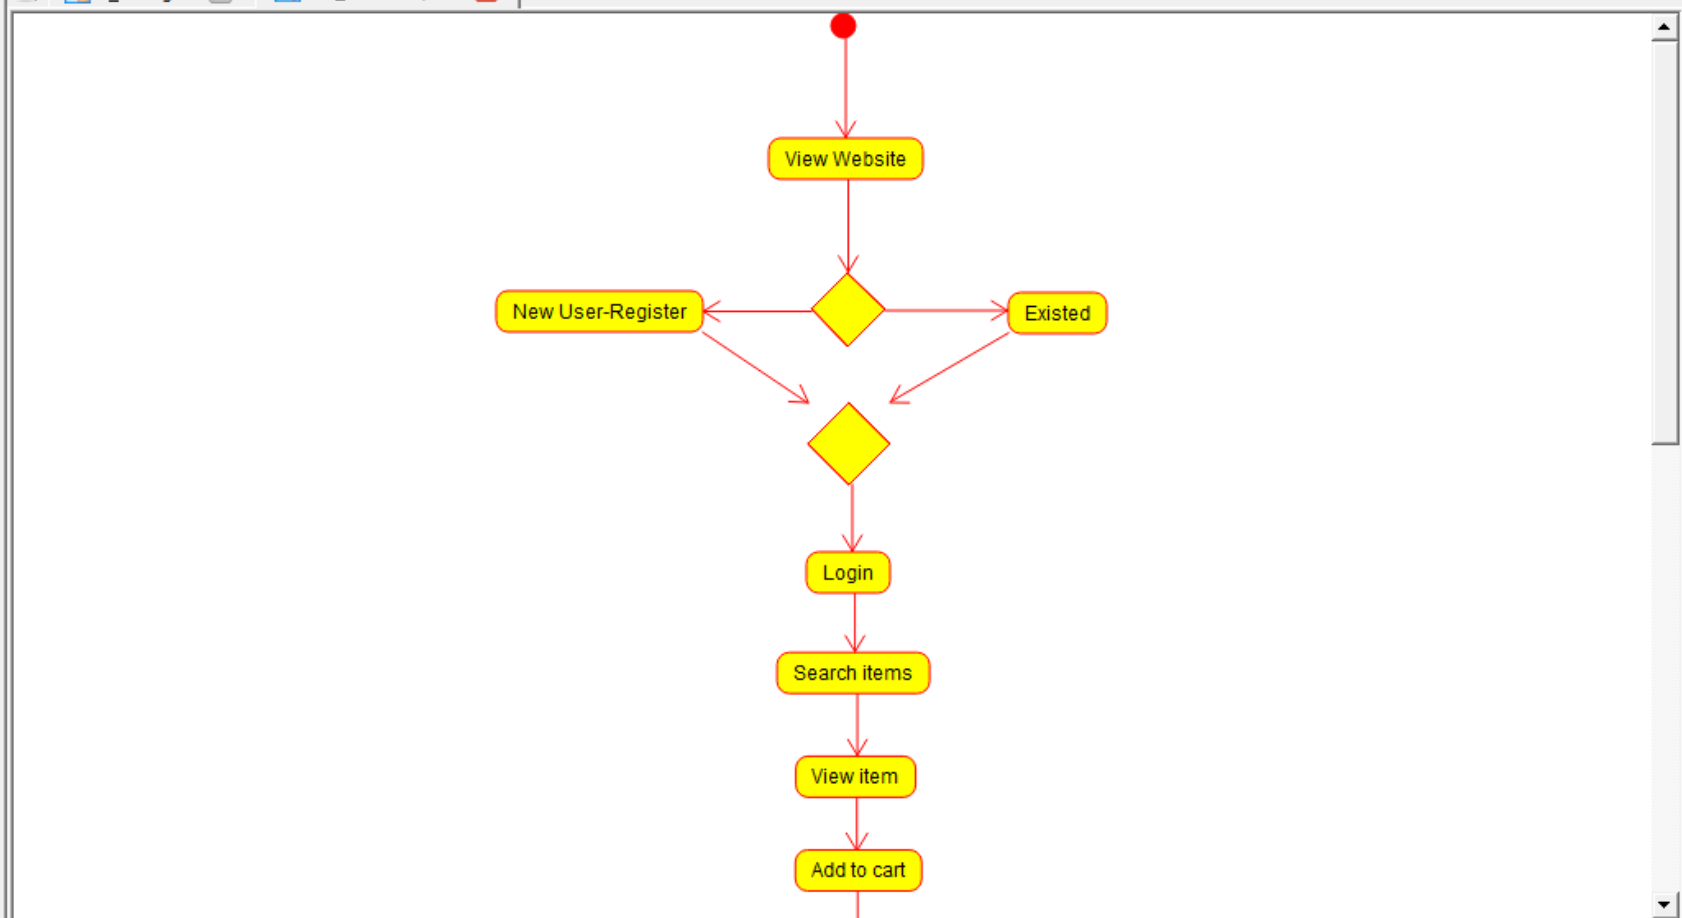 View Website
New User-Register
Existed
Login
Search items
View item
Add to cart